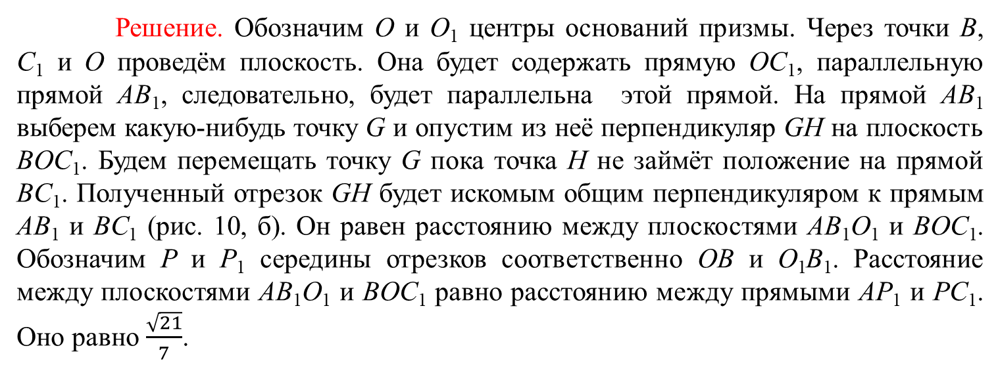 Решение. Обозначим O и O₁ центры оснований призмы. Через точки B,
C₁ и O проведём плоскость. Она будет содержать прямую OC₁, параллельную
прямой AB₁, следовательно, будет параллельна этой прямой. На прямой AB₁
выберем какую-нибудь точку G и опустим из неё перпендикуляр GH на плоскость
BOC₁. Будем перемещать точку G пока точка H не займёт положение на прямой
BC₁. Полученный отрезок GH будет искомым общим перпендикуляром к прямым
AB₁ и BC₁ (рис. 10, б). Он равен расстоянию между плоскостями AB₁O₁ и BOC₁.
Обозначим P и P₁ середины отрезков соответственно OB и O₁B₁. Расстояние
между плоскостями AB₁O₁ и BOC₁ равно расстоянию между прямыми AP₁ и PC₁.
Оно равно √21/7.